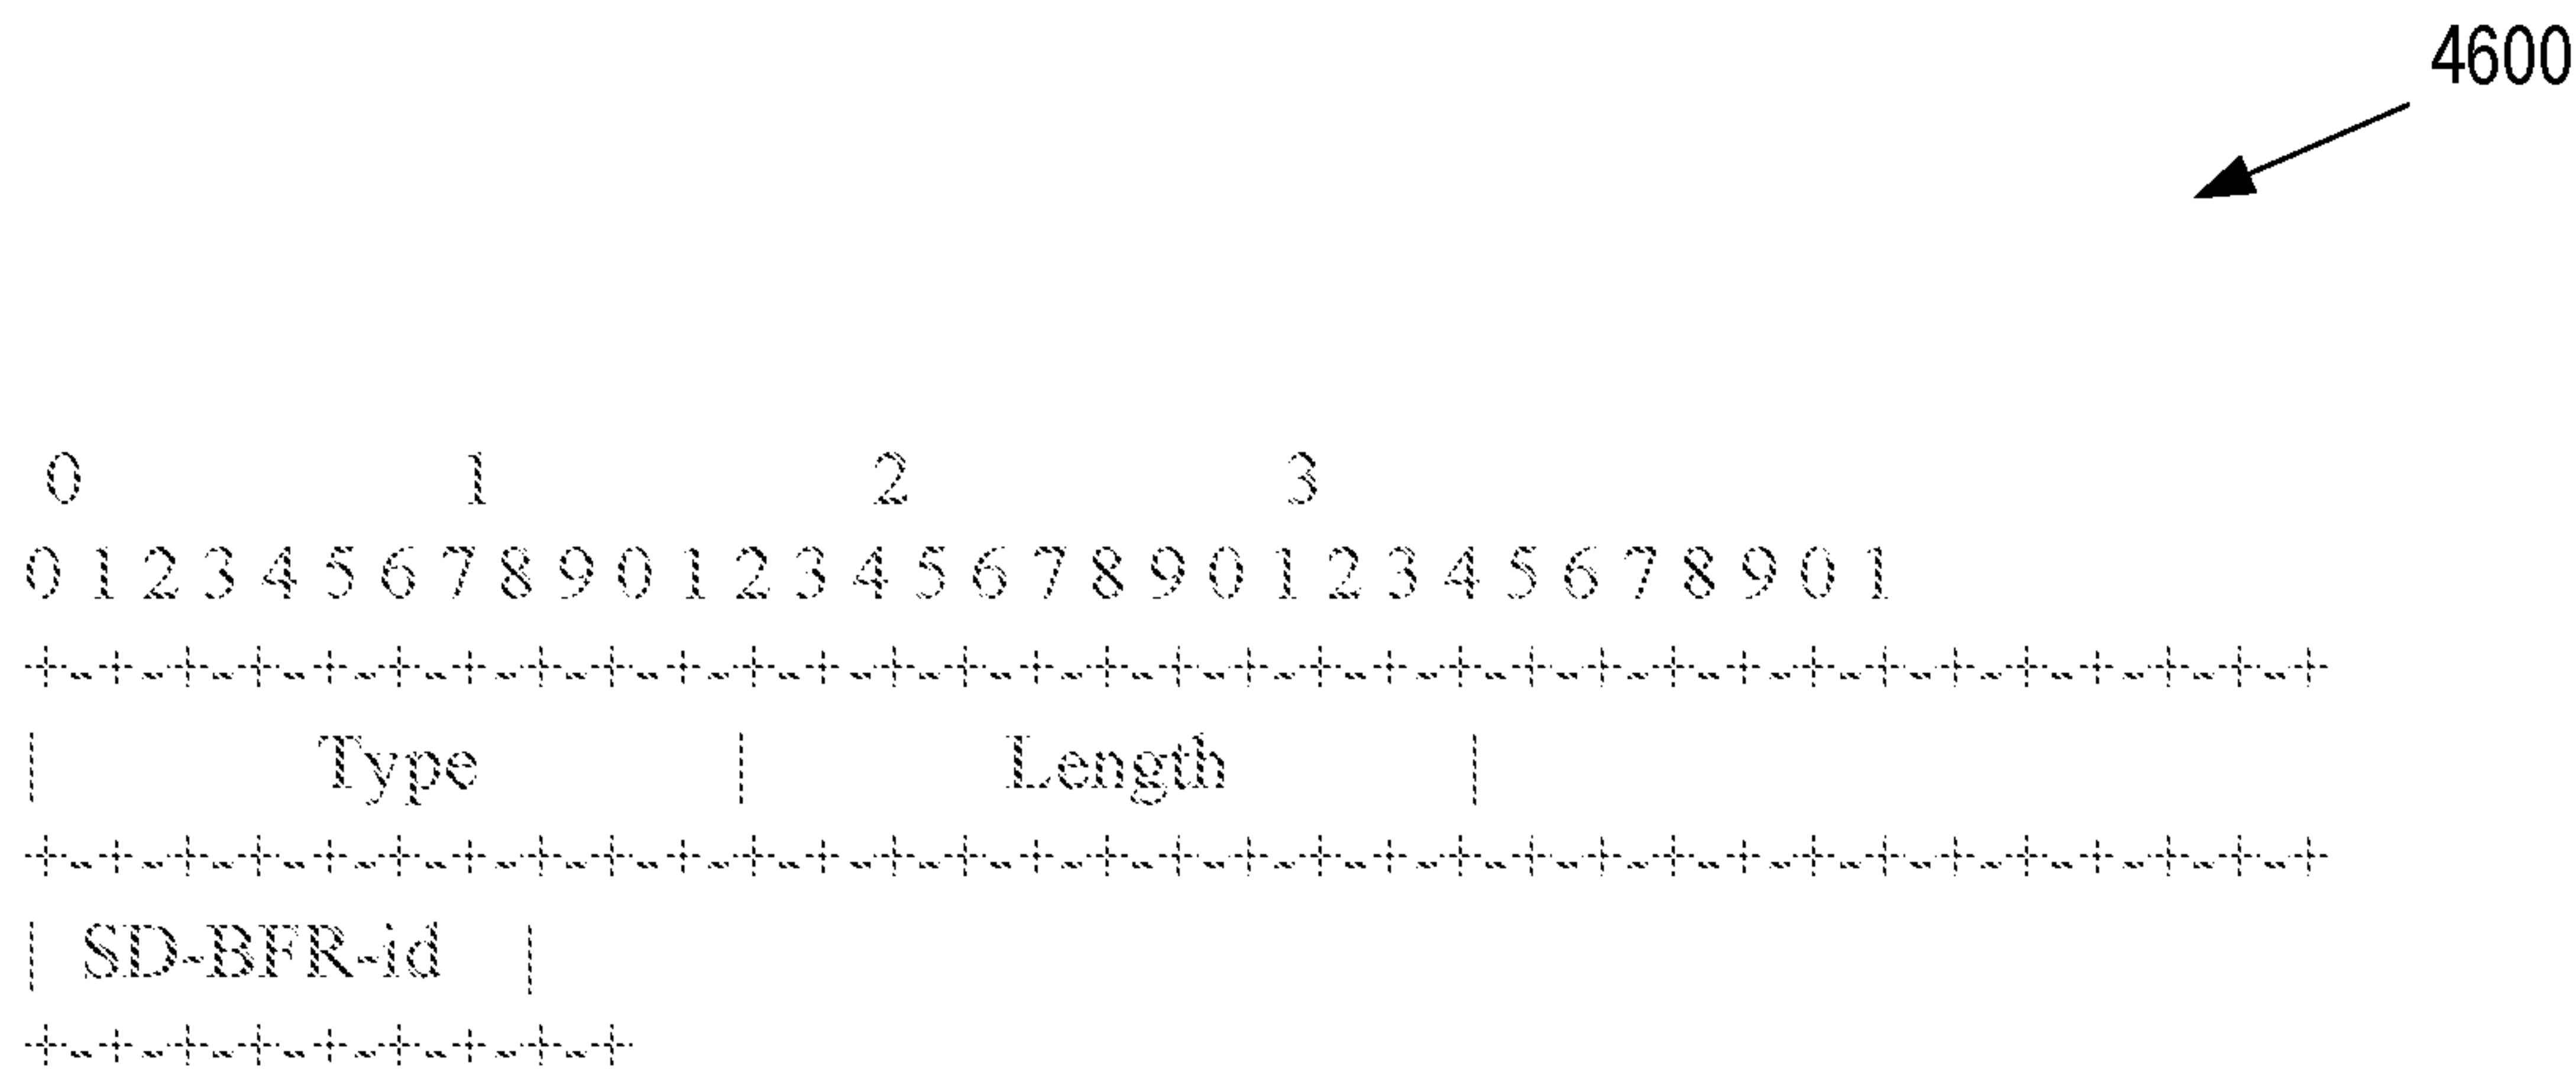 4600
0 1 2 3
0 1 2 3 4 5 6 7 8 9 0 1 2 3 4 5 6 7 8 9 0 1 2 3 4 5 6 7 8 9 0 1
+-+-+-+-+-+-+-+-+-+-+-+-+-+-+-+-+-+-+-+-+-+-+-+-+-+-+-+-+-+-+-+-+
| Type | Length |
+-+-+-+-+-+-+-+-+-+-+-+-+-+-+-+-+-+-+-+-+-+-+-+-+-+-+-+-+-+-+-+-+
| SD-BFR-id |
+-+-+-+-+-+-+-+-+